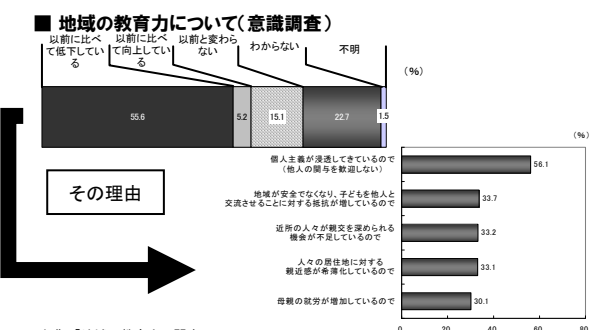 ■ 地域の教育力について（意識調査）
以前に比べて低下している
以前に比べて向上している
以前と変わらない
わからない
不明
（％）
55.6
5.2
15.1
22.7
1.5
その理由
（％）
個人主義が浸透してきているので
（他人の関与を歓迎しない）
56.1
地域が安全でなくなり、子どもを他人と
交流させることに対する抵抗が増しているので
33.7
近所の人々が親交を深められる
機会が不足しているので
33.2
人々の居住地に対する
親近感が希薄化しているので
33.1
母親の就労が増加しているので
30.1
0 20 40 60 80